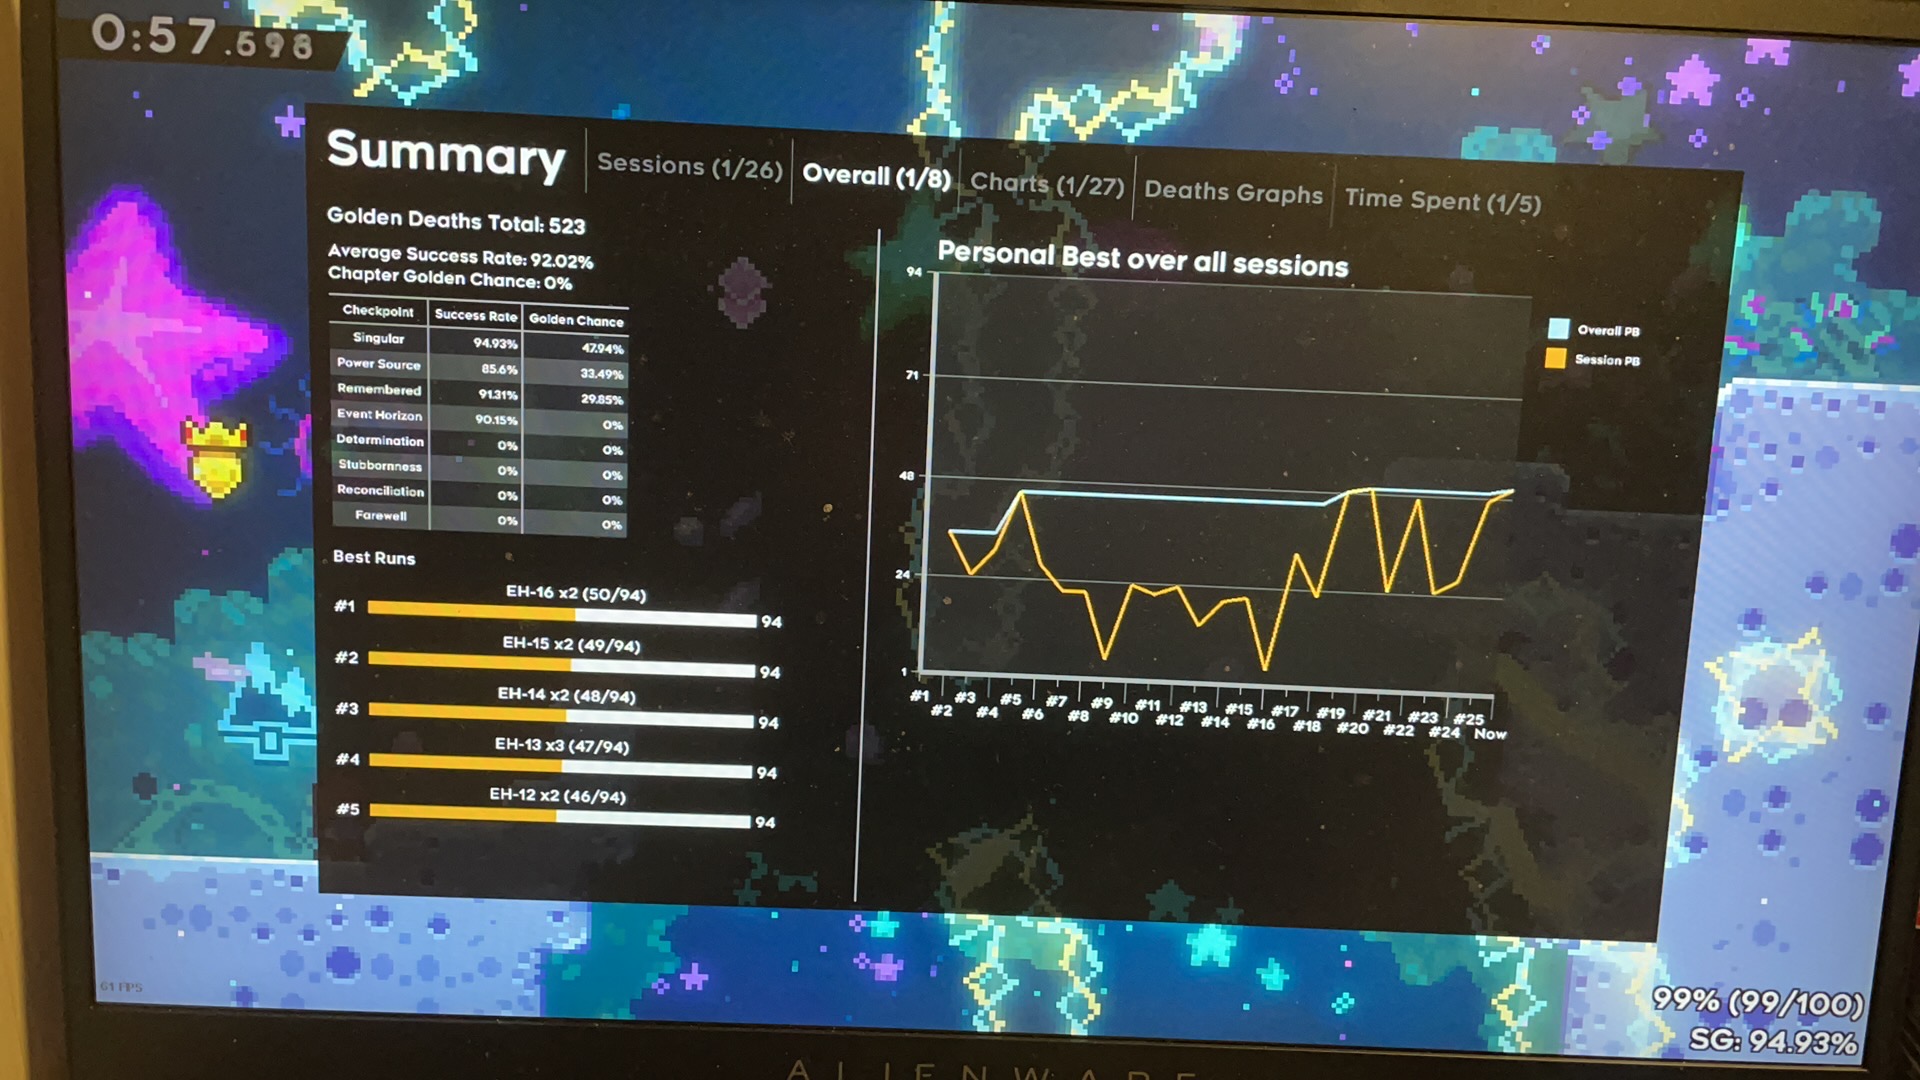 0:57.698
Summary
Sessions (1/26)
Overall (1/8)
Charts (1/27)
Deaths Graphs
Time Spent (1/5)
Golden Deaths Total: 523
Average Success Rate: 92.02%
Chapter Golden Chance: 0%
Checkpoint Success Rate Golden Chance
Singular 94.93% 47.94%
Power Source 85.6% 33.49%
Remembered 91.31% 29.85%
Event Horizon 90.15% 0%
Determination 0% 0%
Stubbornness 0% 0%
Reconciliation 0% 0%
Farewell 0% 0%
Best Runs
EH-16 x2 (50/94)
#1 94
EH-15 x2 (49/94)
#2 94
EH-14 x2 (48/94)
#3 94
EH-13 x3 (47/94)
#4 94
EH-12 x2 (46/94)
#5 94
Personal Best over all sessions
94
71
48
24
1
#1 #3 #5 #7 #9 #11 #13 #15 #17 #19 #21 #23 #25
#2 #4 #6 #8 #10 #12 #14 #16 #18 #20 #22 #24 Now
Overall PB
Session PB
61 FPS
99% (99/100)
SG: 94.93%
ALIENWARE